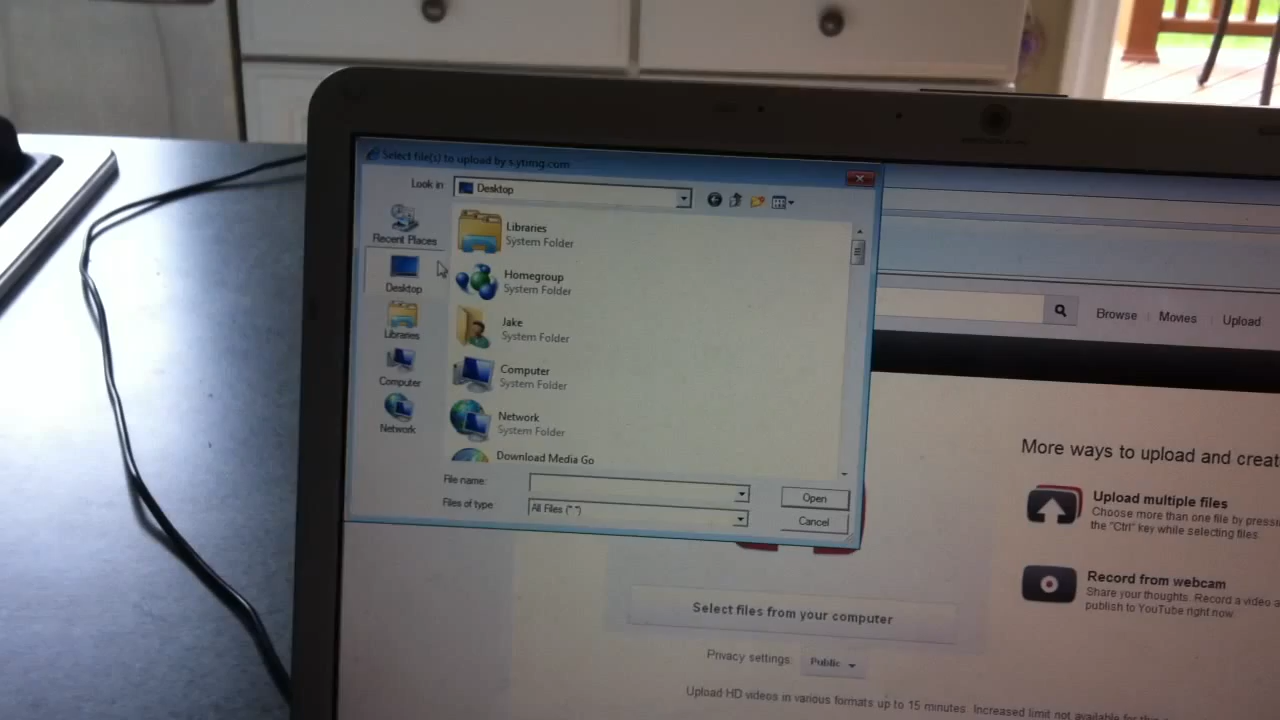 Select file(s) to upload by s.ytimg.com
Look in:
Desktop
Recent Places
Desktop
Libraries
Computer
Network
Libraries
System Folder
Homegroup
System Folder
Jake
System Folder
Computer
System Folder
Network
System Folder
Download Media Go
File name:
Open
Files of type:
All Files (*.*)
Cancel
Browse
Movies
Upload
More ways to upload and creat
Upload multiple files
Choose more than one file by pressi
the "Ctrl" key while selecting files.
Record from webcam
Share your thoughts. Record a video a
publish to YouTube right now.
Select files from your computer
Privacy settings:
Public
Upload HD videos in various formats up to 15 minutes. Increased limit not available for this